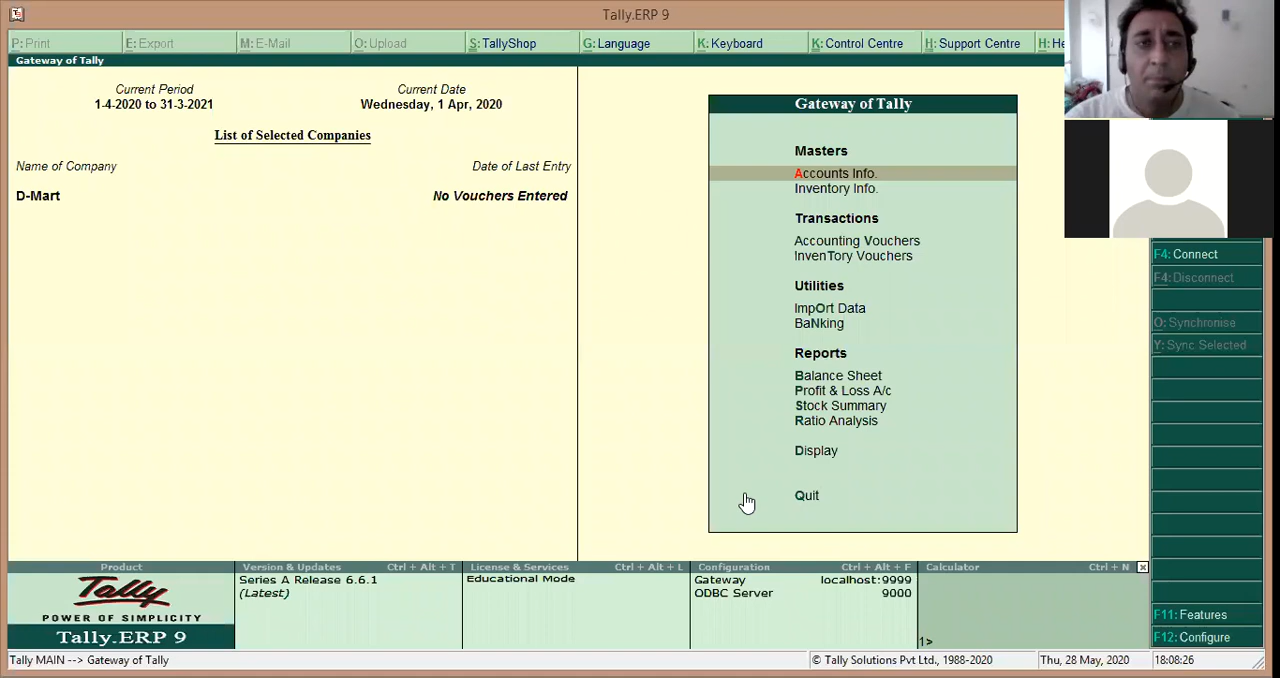 Tally.ERP 9
P: Print
E: Export
M: E-Mail
O: Upload
S: TallyShop
G: Language
K: Keyboard
K: Control Centre
H: Support Centre
H: He
Gateway of Tally
Current Period
1-4-2020 to 31-3-2021
Current Date
Wednesday, 1 Apr, 2020
List of Selected Companies
Name of Company
Date of Last Entry
D-Mart
No Vouchers Entered
Gateway of Tally
Masters
Accounts Info.
Inventory Info.
Transactions
Accounting Vouchers
InvenTory Vouchers
Utilities
ImpOrt Data
BaNking
Reports
Balance Sheet
Profit & Loss A/c
Stock Summary
Ratio Analysis
Display
Quit
F4: Connect
F4: Disconnect
O: Synchronise
Y: Sync Selected
F11: Features
F12: Configure
Product
Tally
POWER OF SIMPLICITY
Tally.ERP 9
Version & Updates Ctrl + Alt + T
Series A Release 6.6.1
(Latest)
License & Services Ctrl + Alt + L
Educational Mode
Configuration Ctrl + Alt + F
Gateway localhost:9999
ODBC Server 9000
Calculator Ctrl + N
1>
Tally MAIN --> Gateway of Tally
© Tally Solutions Pvt Ltd., 1988-2020
Thu, 28 May, 2020
18:08:26